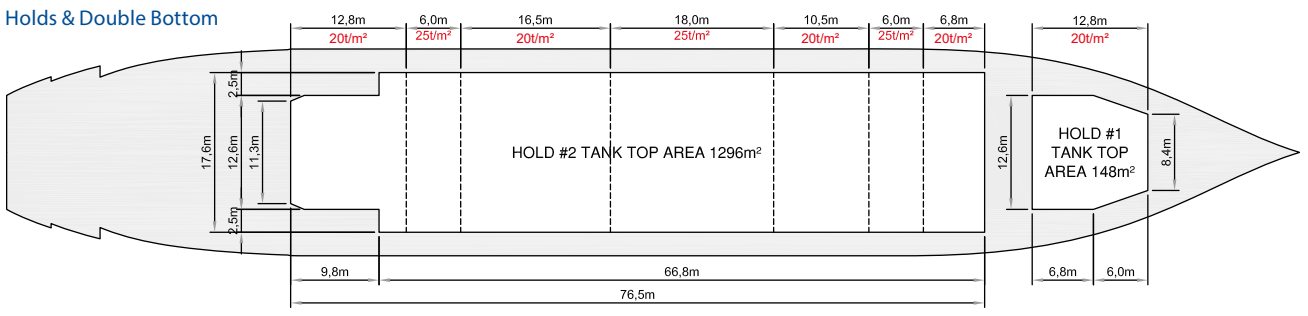 Holds & Double Bottom
12,8m 6,0m 16,5m 18,0m 10,5m 6,0m 6,8m 12,8m
20t/m² 25t/m² 20t/m² 25t/m² 20t/m² 25t/m² 20t/m² 20t/m²
2,5m
17,6m
12,6m
11,3m
2,5m
HOLD #2 TANK TOP AREA 1296m²
12,6m
HOLD #1
TANK TOP
AREA 148m²
8,4m
9,8m 66,8m 6,8m 6,0m
76,5m